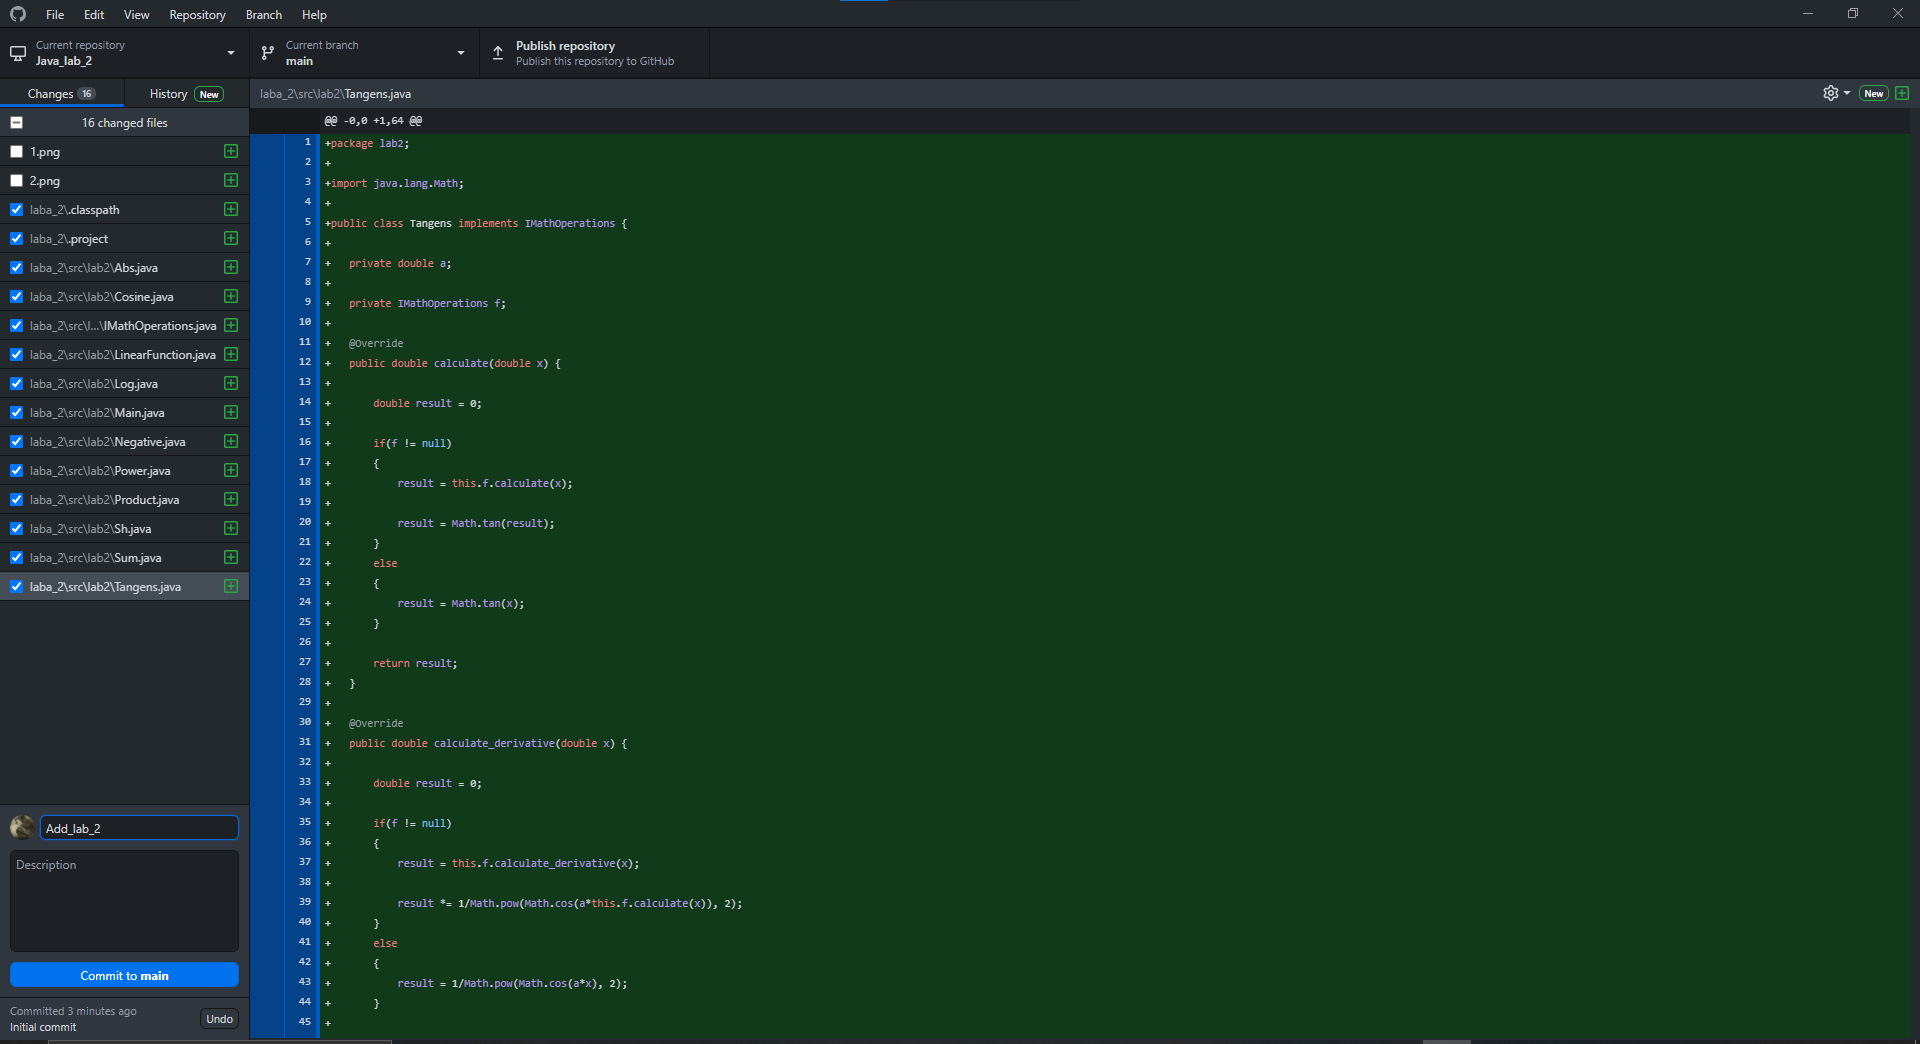 File Edit View Repository Branch Help
Current repository
Java_lab_2
Current branch
main
Publish repository
Publish this repository to GitHub
Changes 16
History New
laba_2\src\lab2\Tangens.java
New
16 changed files
1.png
2.png
laba_2\.classpath
laba_2\.project
laba_2\src\lab2\Abs.java
laba_2\src\lab2\Cosine.java
laba_2\src\l...\IMathOperations.java
laba_2\src\lab2\LinearFunction.java
laba_2\src\lab2\Log.java
laba_2\src\lab2\Main.java
laba_2\src\lab2\Negative.java
laba_2\src\lab2\Power.java
laba_2\src\lab2\Product.java
laba_2\src\lab2\Sh.java
laba_2\src\lab2\Sum.java
laba_2\src\lab2\Tangens.java
Add_lab_2
Description
Commit to main
Committed 3 minutes ago
Initial commit
Undo
@@ -0,0 +1,64 @@
1 +package lab2;
2 +
3 +import java.lang.Math;
4 +
5 +public class Tangens implements IMathOperations {
6 +
7 + private double a;
8 +
9 + private IMathOperations f;
10 +
11 + @Override
12 + public double calculate(double x) {
13 +
14 + double result = 0;
15 +
16 + if(f != null)
17 + {
18 + result = this.f.calculate(x);
19 +
20 + result = Math.tan(result);
21 + }
22 + else
23 + {
24 + result = Math.tan(x);
25 + }
26 +
27 + return result;
28 + }
29 +
30 + @Override
31 + public double calculate_derivative(double x) {
32 +
33 + double result = 0;
34 +
35 + if(f != null)
36 + {
37 + result = this.f.calculate_derivative(x);
38 +
39 + result *= 1/Math.pow(Math.cos(a*this.f.calculate(x)), 2);
40 + }
41 + else
42 + {
43 + result = 1/Math.pow(Math.cos(a*x), 2);
44 + }
45 +